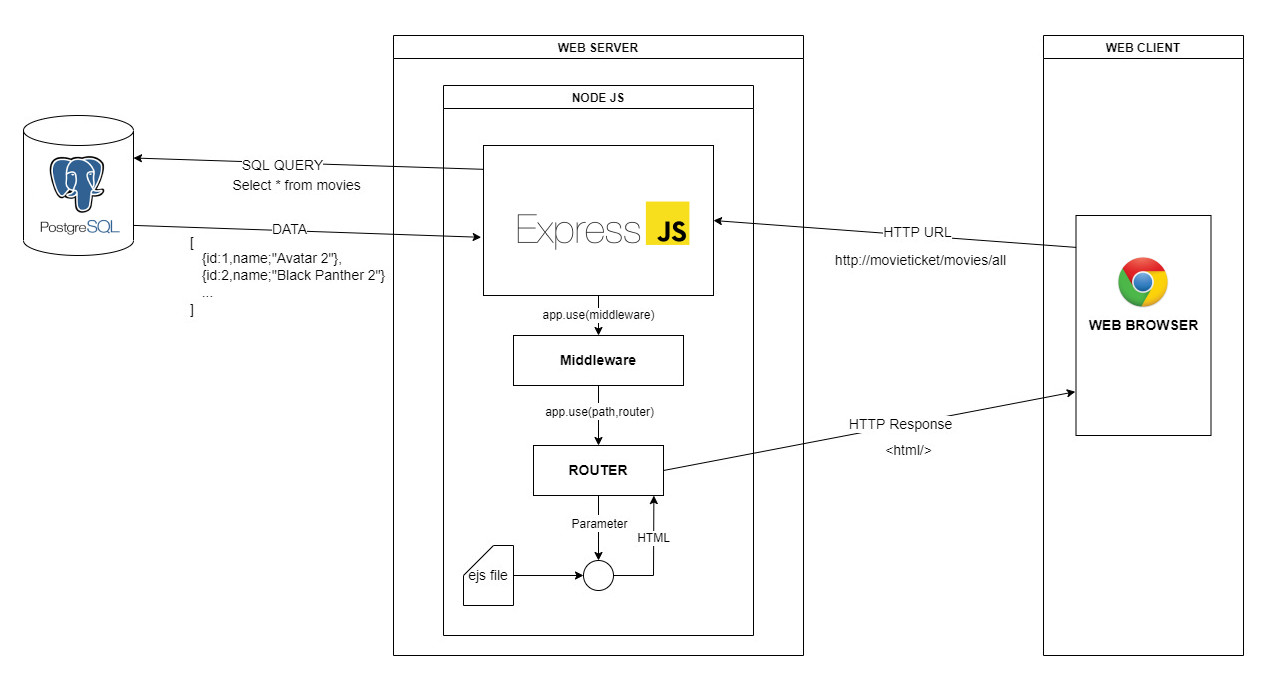 WEB SERVER
WEB CLIENT
NODE JS
PostgreSQL
SQL QUERY
Select * from movies
DATA
[
{id:1,name;"Avatar 2"},
{id:2,name;"Black Panther 2"}
...
]
Express JS
HTTP URL
http://movieticket/movies/all
WEB BROWSER
app.use(middleware)
Middleware
app.use(path,router)
ROUTER
HTTP Response
<html/>
Parameter
HTML
ejs file